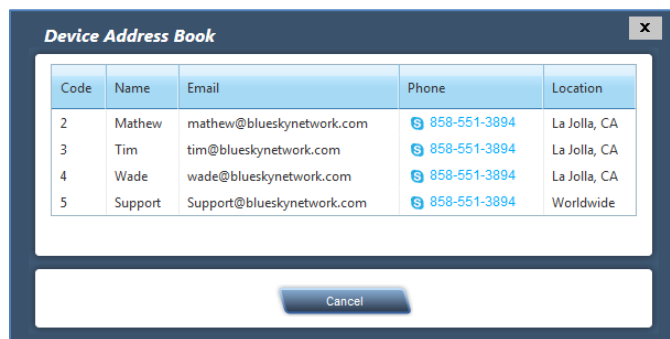 Device Address Book
x
Code Name Email Phone Location
2 Mathew mathew@blueskynetwork.com 858-551-3894 La Jolla, CA
3 Tim tim@blueskynetwork.com 858-551-3894 La Jolla, CA
4 Wade wade@blueskynetwork.com 858-551-3894 La Jolla, CA
5 Support Support@blueskynetwork.com 858-551-3894 Worldwide
Cancel